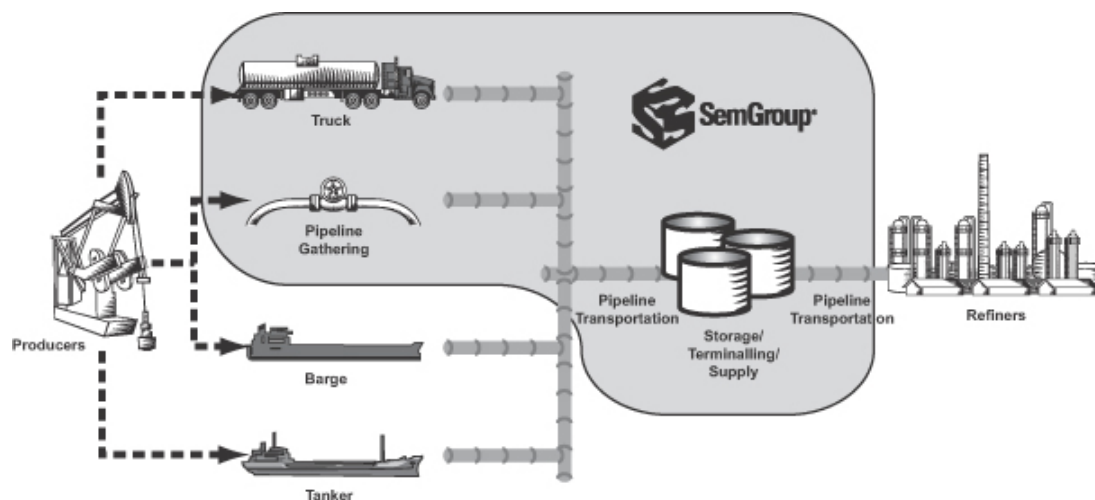 Truck
SemGroup®
Pipeline
Gathering
Producers
Pipeline
Transportation
Storage/
Terminalling/
Supply
Pipeline
Transportation
Refiners
Barge
Tanker